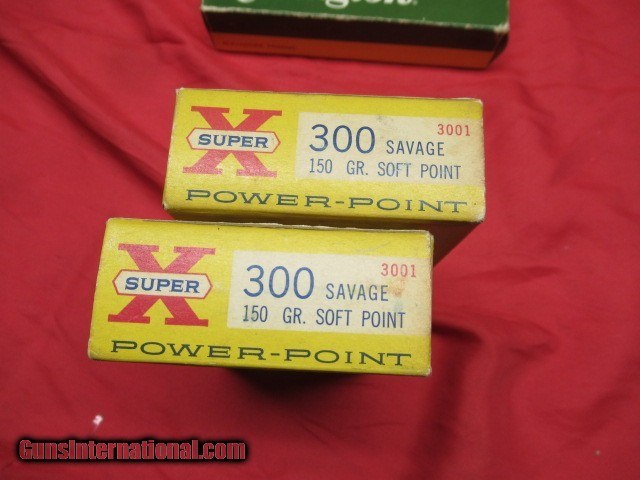 X
SUPER
300 SAVAGE
3001
150 GR. SOFT POINT
POWER-POINT
X
SUPER
300 SAVAGE
3001
150 GR. SOFT POINT
POWER-POINT
GunsInternational.com